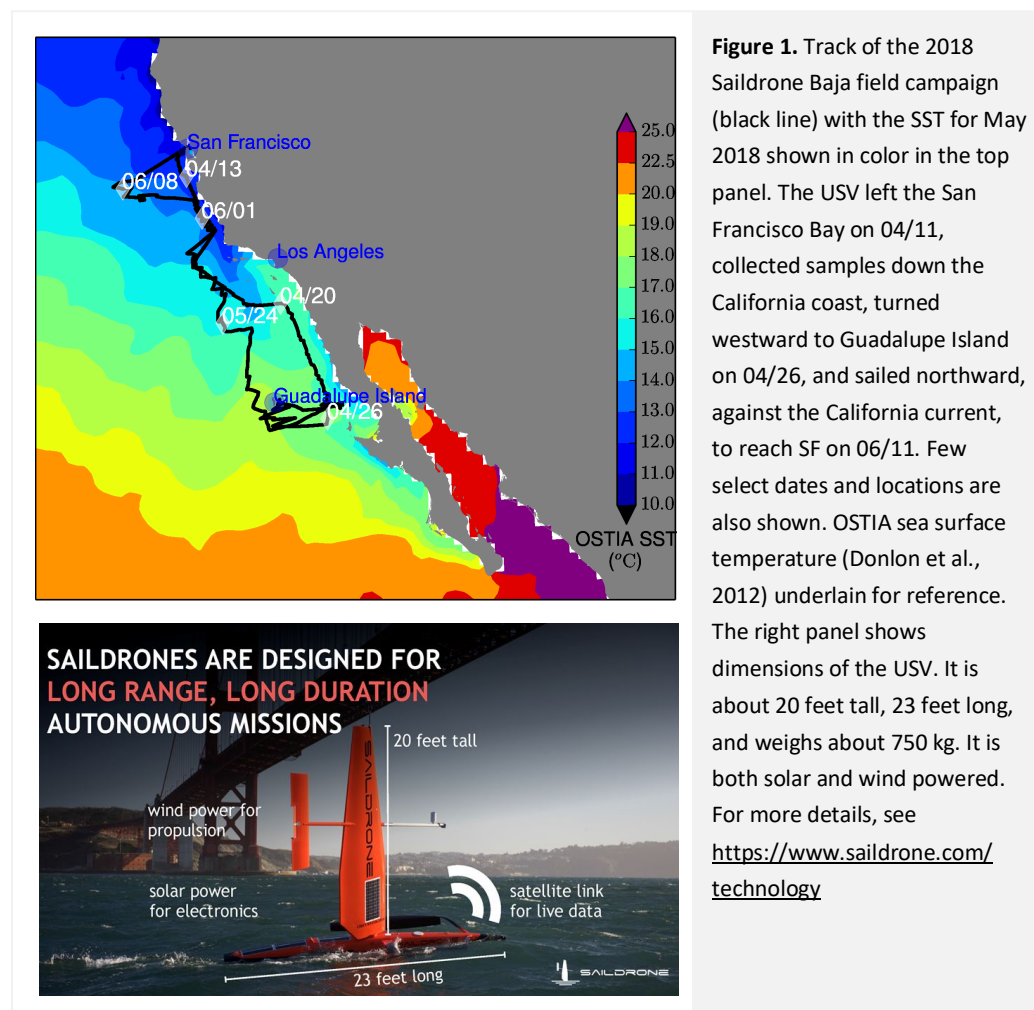 San Francisco
04/13
06/08
06/01
Los Angeles
04/20
05/24
Guadalupe Island
04/26
25.0
22.5
20.0
19.0
18.0
17.0
16.0
15.0
14.0
13.0
12.0
11.0
10.0
OSTIA SST
(°C)
SAILDRONES ARE DESIGNED FOR
LONG RANGE, LONG DURATION
AUTONOMOUS MISSIONS
20 feet tall
wind power for
propulsion
SAILDRONE
solar power
for electronics
satellite link
for live data
23 feet long
SAILDRONE
Figure 1. Track of the 2018
Saildrone Baja field campaign
(black line) with the SST for May
2018 shown in color in the top
panel. The USV left the San
Francisco Bay on 04/11,
collected samples down the
California coast, turned
westward to Guadalupe Island
on 04/26, and sailed northward,
against the California current,
to reach SF on 06/11. Few
select dates and locations are
also shown. OSTIA sea surface
temperature (Donlon et al.,
2012) underlain for reference.
The right panel shows
dimensions of the USV. It is
about 20 feet tall, 23 feet long,
and weighs about 750 kg. It is
both solar and wind powered.
For more details, see
https://www.saildrone.com/
technology